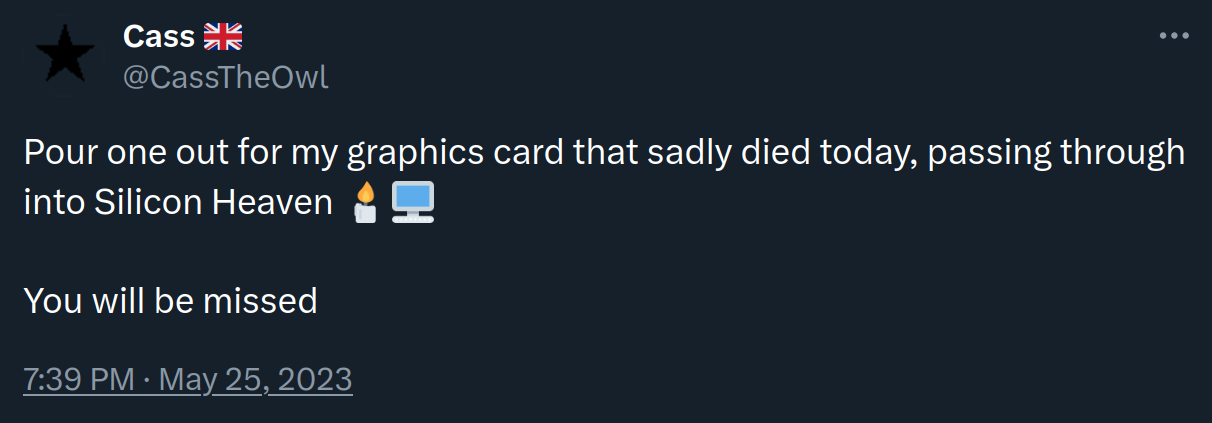 Cass 🇬🇧
@CassTheOwl
Pour one out for my graphics card that sadly died today, passing through
into Silicon Heaven 🕯️🖥️
You will be missed
7:39 PM · May 25, 2023